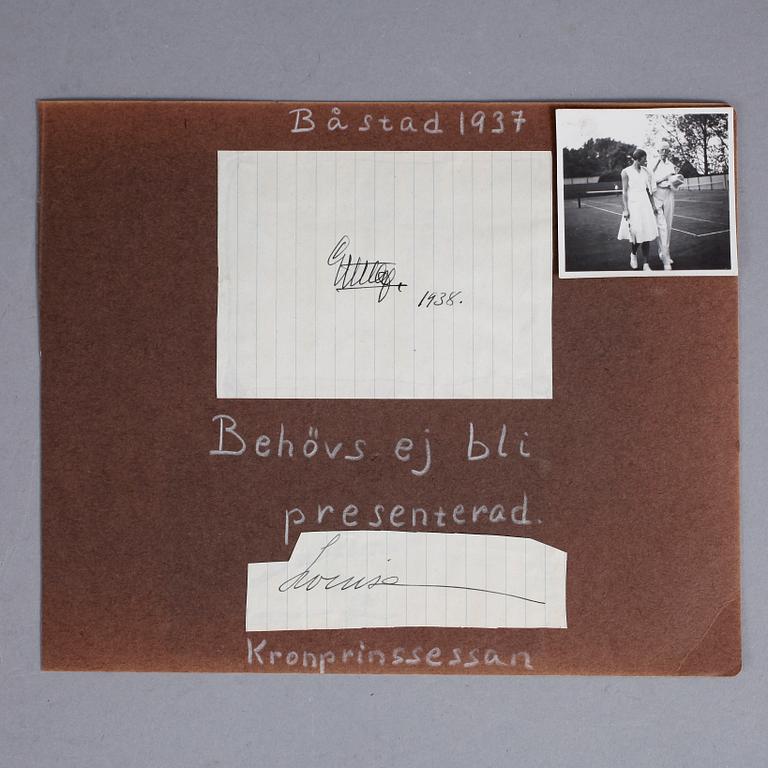 Båstad 1937
1938.
Behövs ej bli
presenterad.
Louise
Kronprinssessan